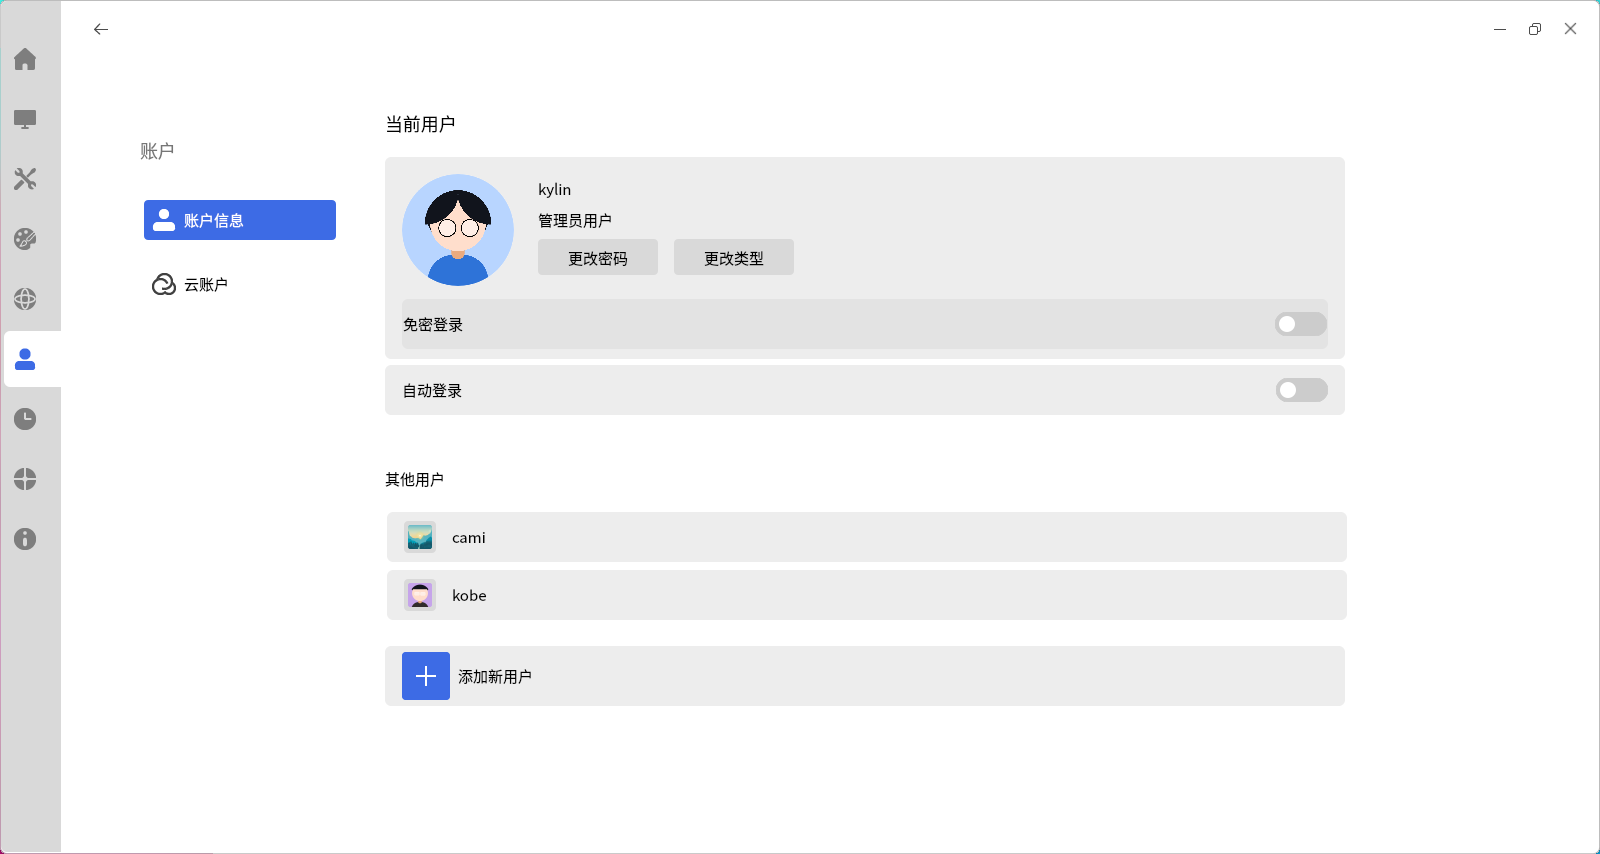 账户
账户信息
云账户
当前用户
kylin
管理员用户
更改密码
更改类型
免密登录
自动登录
其他用户
cami
kobe
添加新用户